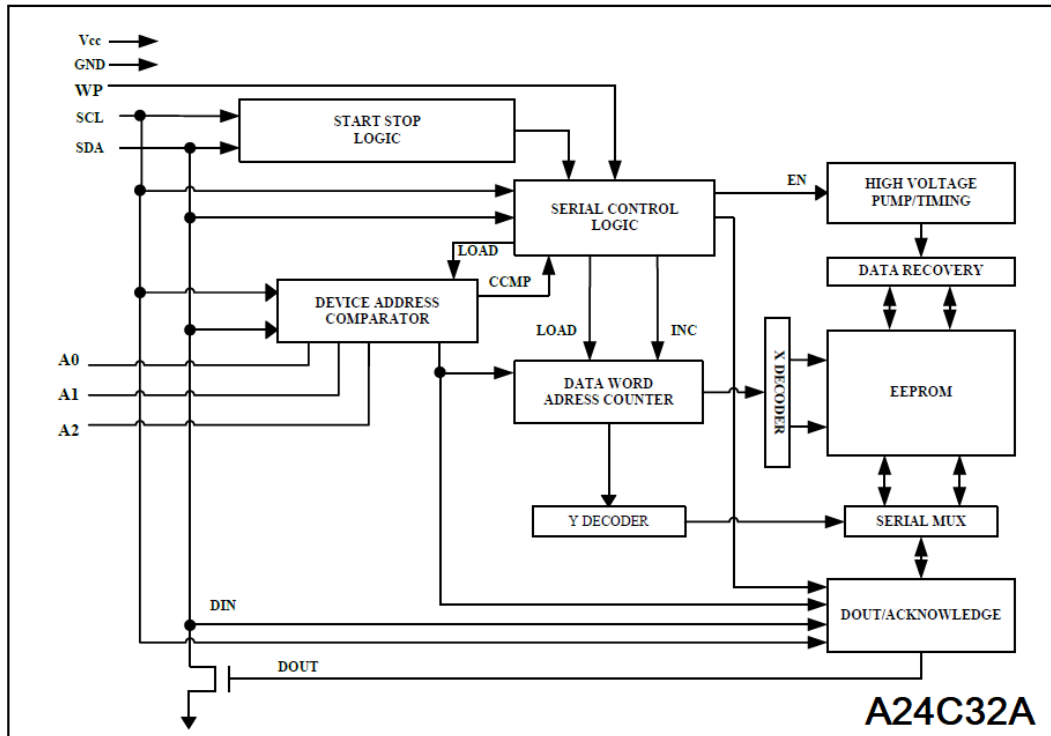 Vcc
GND
WP
SCL
SDA
START STOP
LOGIC
SERIAL CONTROL
LOGIC
EN
HIGH VOLTAGE
PUMP/TIMING
LOAD
CCMP
DATA RECOVERY
DEVICE ADDRESS
COMPARATOR
LOAD
INC
A0
A1
A2
DATA WORD
ADRESS COUNTER
X DECODER
EEPROM
Y DECODER
SERIAL MUX
DIN
DOUT/ACKNOWLEDGE
DOUT
A24C32A